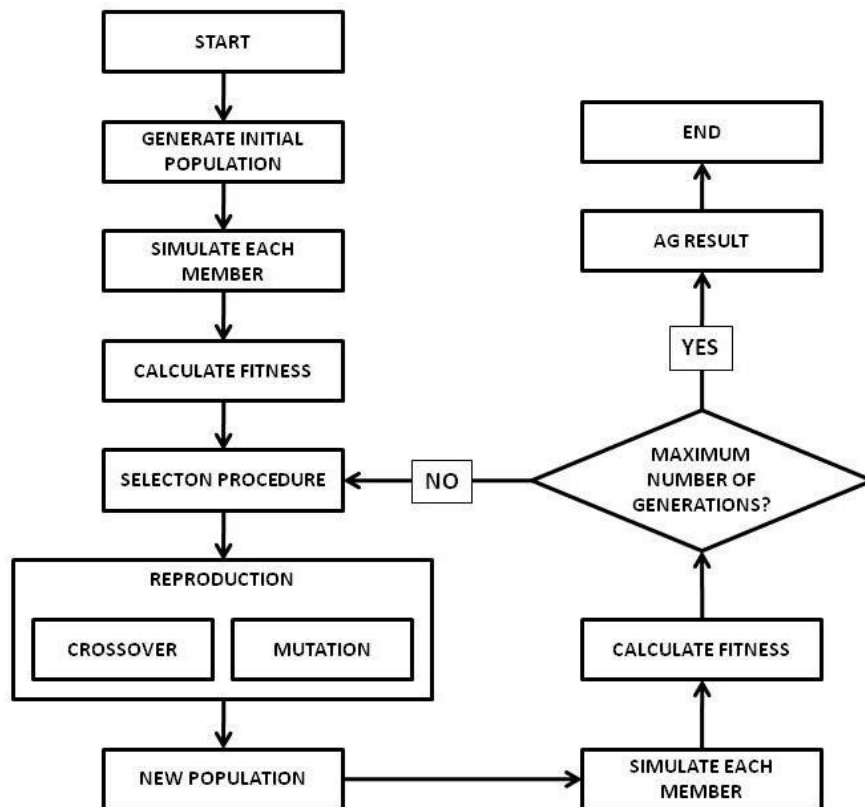 START
GENERATE INITIAL
POPULATION
SIMULATE EACH
MEMBER
CALCULATE FITNESS
SELECTON PROCEDURE
REPRODUCTION
CROSSOVER
MUTATION
NEW POPULATION
SIMULATE EACH
MEMBER
CALCULATE FITNESS
MAXIMUM
NUMBER OF
GENERATIONS?
NO
YES
AG RESULT
END